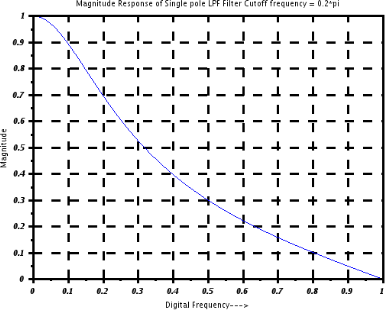 Magnitude Response of Single pole LPF Filter Cutoff frequency = 0.2*pi
1
0.9
0.8
0.7
0.6
0.5
0.4
0.3
0.2
0.1
0
Magnitude
0 0.1 0.2 0.3 0.4 0.5 0.6 0.7 0.8 0.9 1
Digital Frequency--->